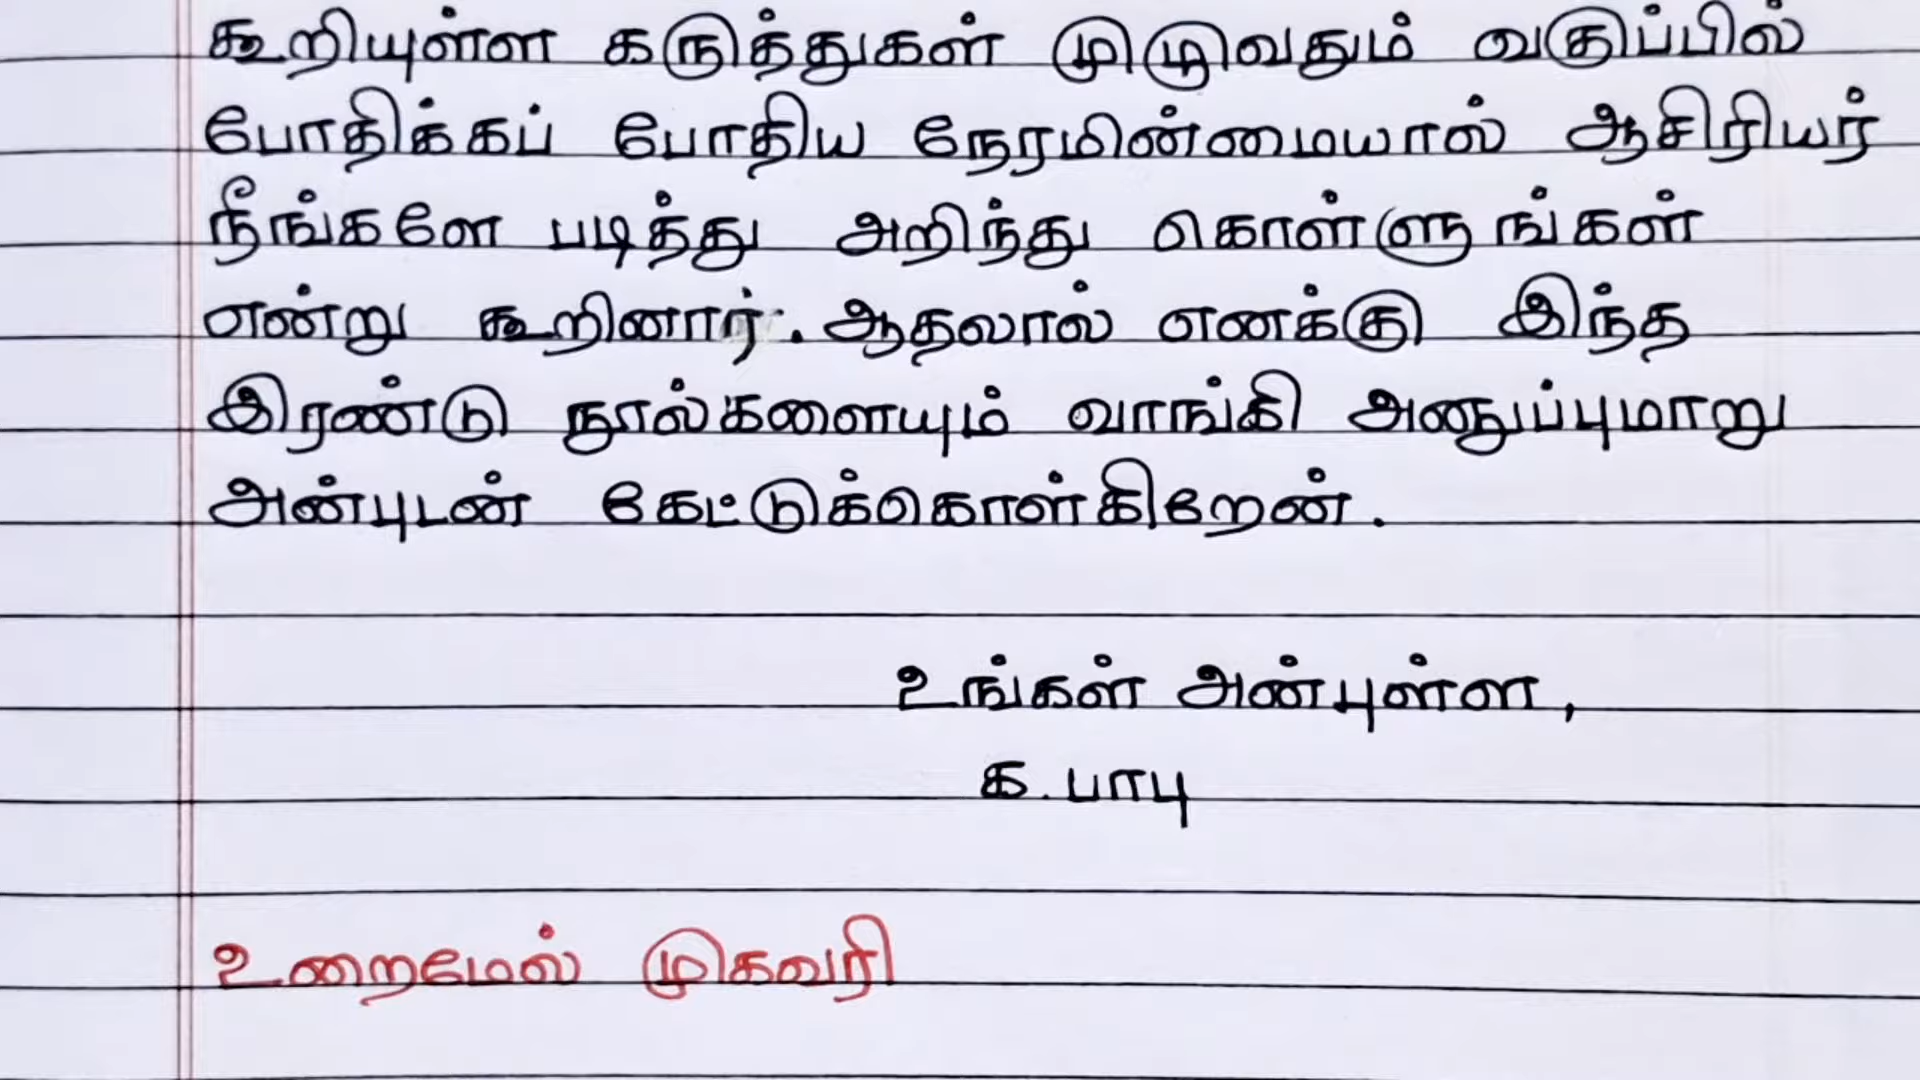 கூறியுள்ள கருத்துகள் முழுவதும் வகுப்பில்
போதிக்கப் போதிய நேரமின்மையால் ஆசிரியர்
நீங்களே படித்து அறிந்து கொள்ளுங்கள்
என்று கூறினார். ஆதலால் எனக்கு இந்த
இரண்டு நூல்களையும் வாங்கி அனுப்புமாறு
அன்புடன் கேட்டுக்கொள்கிறேன்.
உங்கள் அன்புள்ள,
க. பாபு
உறைமேல் முகவரி